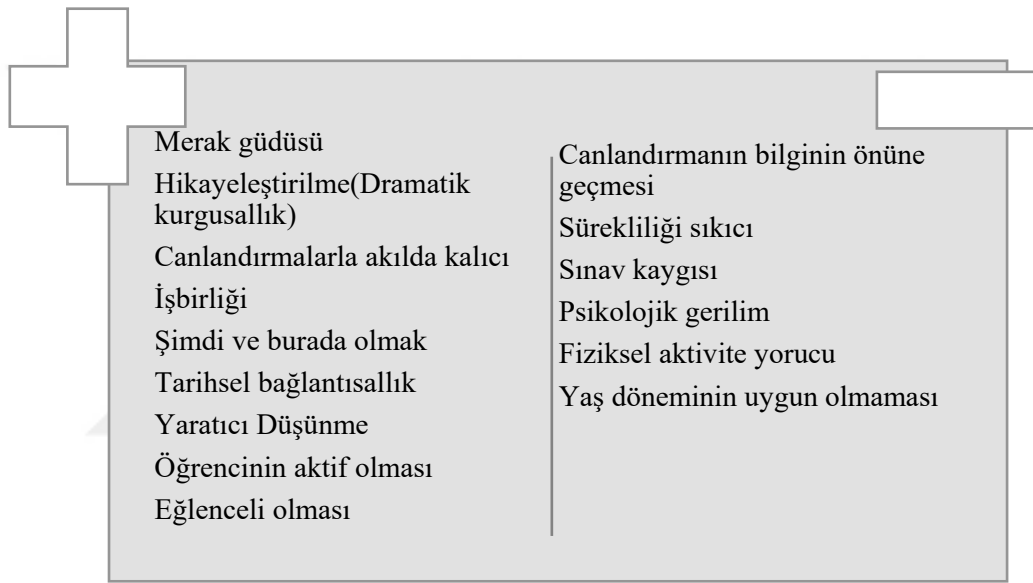 Merak güdüsü
Hikayeleştirilme(Dramatik
kurgusallık)
Canlandırmalarla akılda kalıcı
İşbirliği
Şimdi ve burada olmak
Tarihsel bağlantısallık
Yaratıcı Düşünme
Öğrencinin aktif olması
Eğlenceli olması
Canlandırmanın bilginin önüne
geçmesi
Sürekliliği sıkıcı
Sınav kaygısı
Psikolojik gerilim
Fiziksel aktivite yorucu
Yaş döneminin uygun olmaması